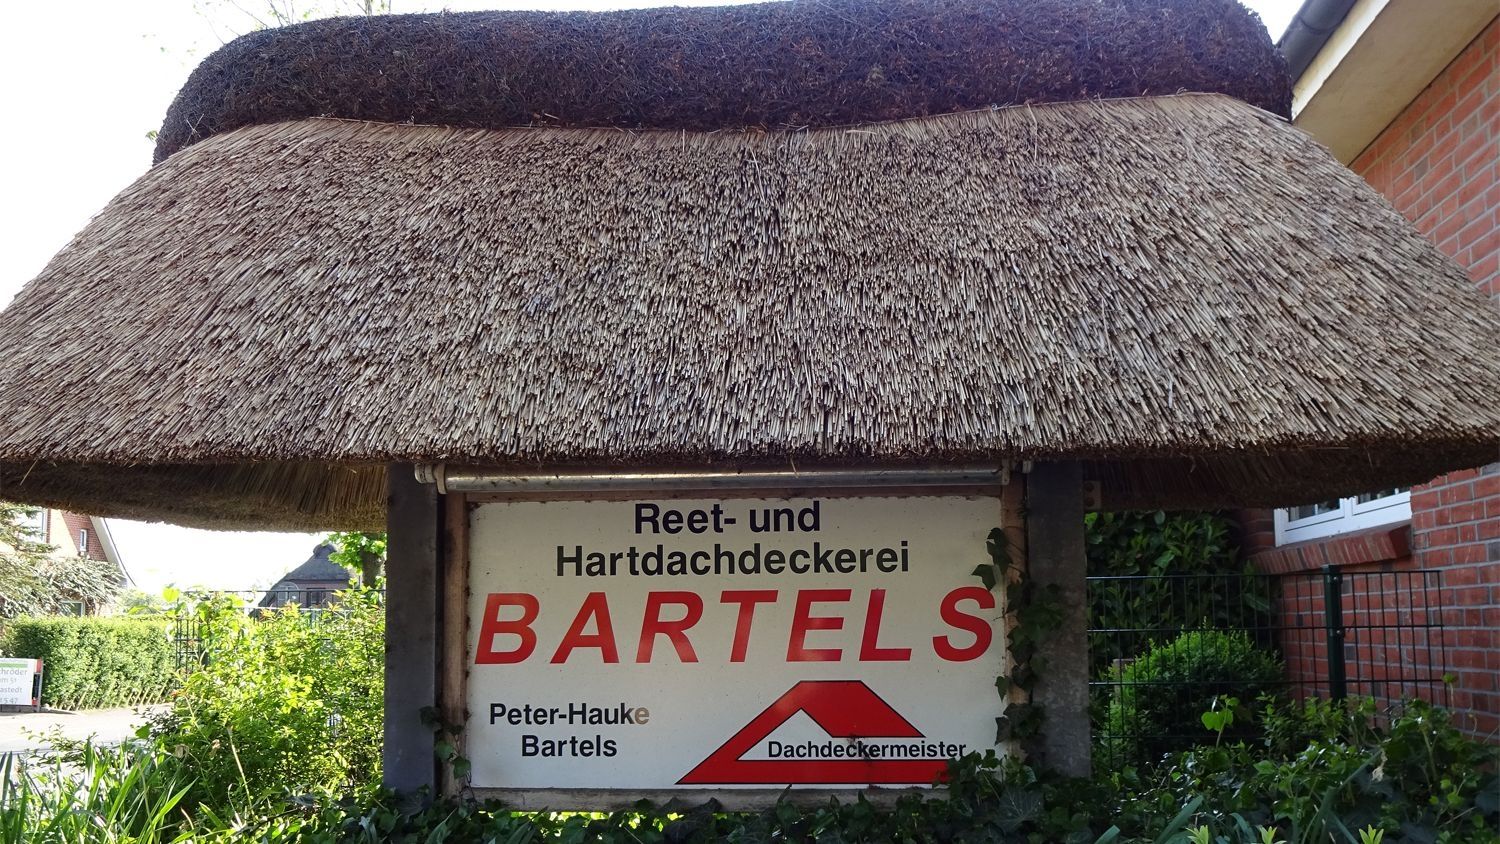 Reet- und
Hartdachdeckerei
BARTELS
Peter-Hauke
Bartels
Dachdeckermeister